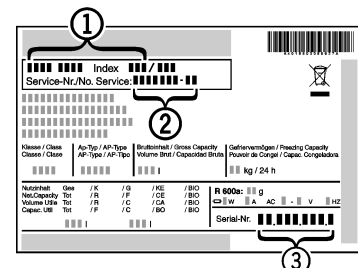 1
Index /
Service-Nr./No. Service: -
2
Klasse / Class
Classe / Clase
Ap-Typ / AP-Type
AP-Type / AP-Tipo
Bruttoinhalt / Gross Capacity
Volume Brut / Capacidad Bruta
Gefriervermögen / Freezing Capacity
Pouvoir de Congel / Capac. Congeladora
l
kg / 24 h
Nutzinhalt Ges / K / G / KE / BIO
Net.Capacity Tot / R / F / CE / BIO
Volume Utile Tot / R / C / CA / BIO
Capac. Util Tot / F / C / BO / BIO
l l
R 600a: g
W A AC - V HZ
Serial-Nr. . . .
3